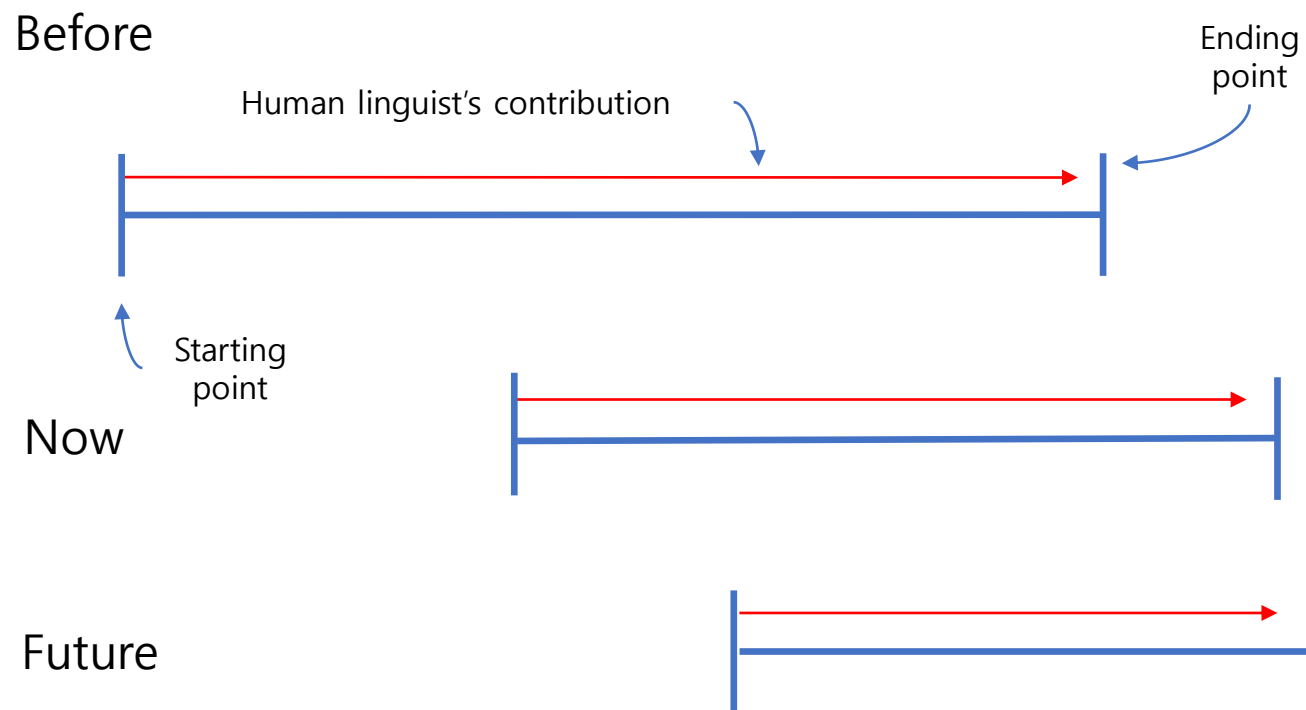 Before
Ending
point
Human linguist's contribution
Starting
point
Now
Future